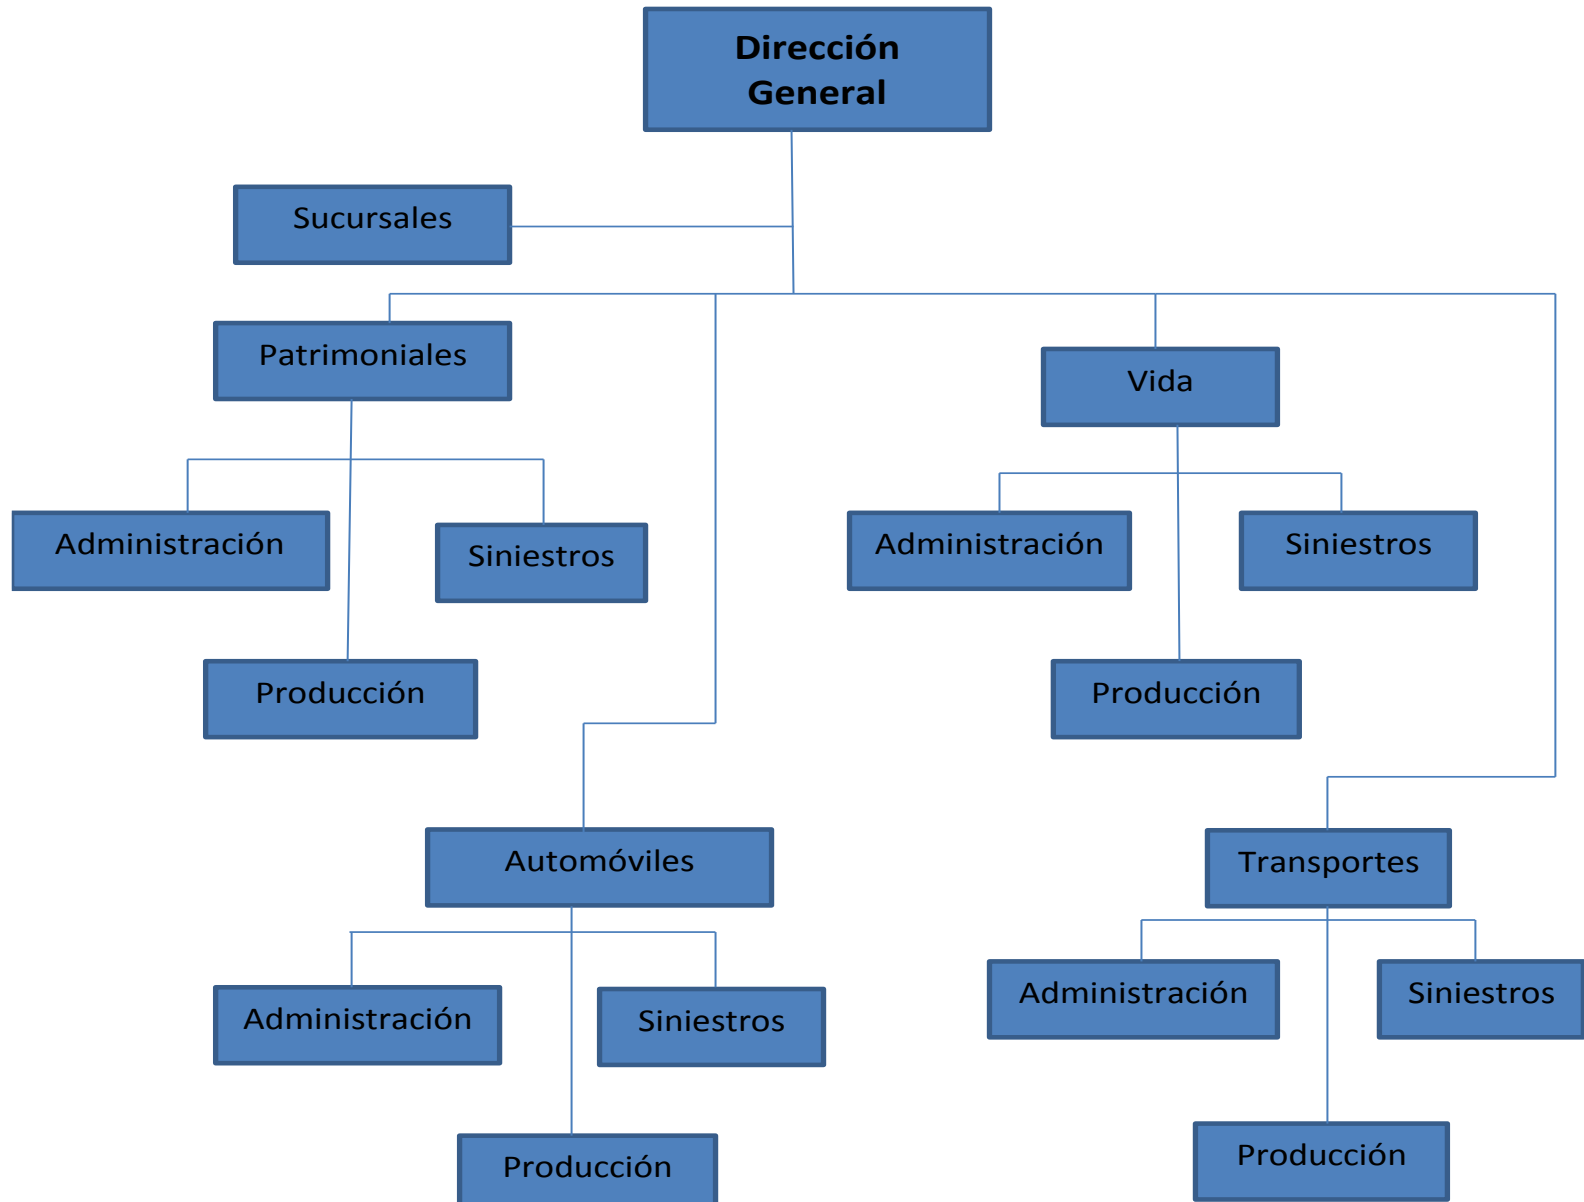 Dirección
General
Sucursales
Patrimoniales
Vida
Administración
Siniestros
Administración
Siniestros
Producción
Producción
Automóviles
Transportes
Administración
Siniestros
Administración
Siniestros
Producción
Producción